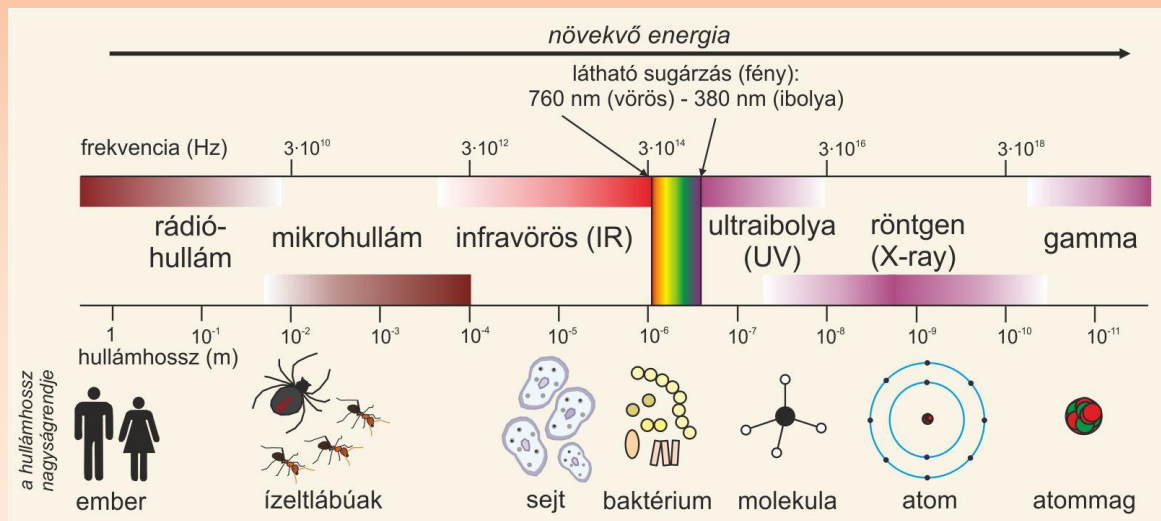 növekvő energia
látható sugárzás (fény):
760 nm (vörös) - 380 nm (ibolya)
frekvencia (Hz) 3·10¹⁰ 3·10¹² 3·10¹⁴ 3·10¹⁶ 3·10¹⁸
rádió-
hullám
mikrohullám
infravörös (IR)
ultraibolya
(UV)
röntgen
(X-ray)
gamma
1 10⁻¹ 10⁻² 10⁻³ 10⁻⁴ 10⁻⁵ 10⁻⁶ 10⁻⁷ 10⁻⁸ 10⁻⁹ 10⁻¹⁰ 10⁻¹¹
hullámhossz (m)
a hullámhossz
nagyságrendje
ember ízeltlábúak sejt baktérium molekula atom atommag